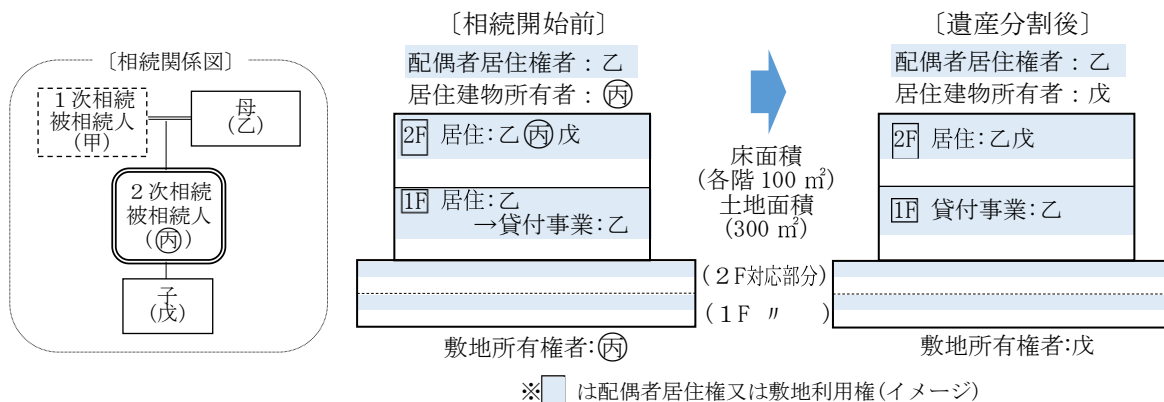 〔相続関係図〕
1次相続
被相続人
(甲)
母
(乙)
2次相続
被相続人
(㊛丙)
子
(戊)
〔相続開始前〕
配偶者居住権者：乙
居住建物所有者：丙
2F 居住：乙丙戊
1F 居住：乙
→貸付事業：乙
敷地所有権者：丙
床面積
(各階 100 ㎡)
土地面積
(300 ㎡)
(2F対応部分)
(1F 〃 )
〔遺産分割後〕
配偶者居住権者：乙
居住建物所有者：戊
2F 居住：乙戊
1F 貸付事業：乙
敷地所有権者：戊
※ は配偶者居住権又は敷地利用権(イメージ)